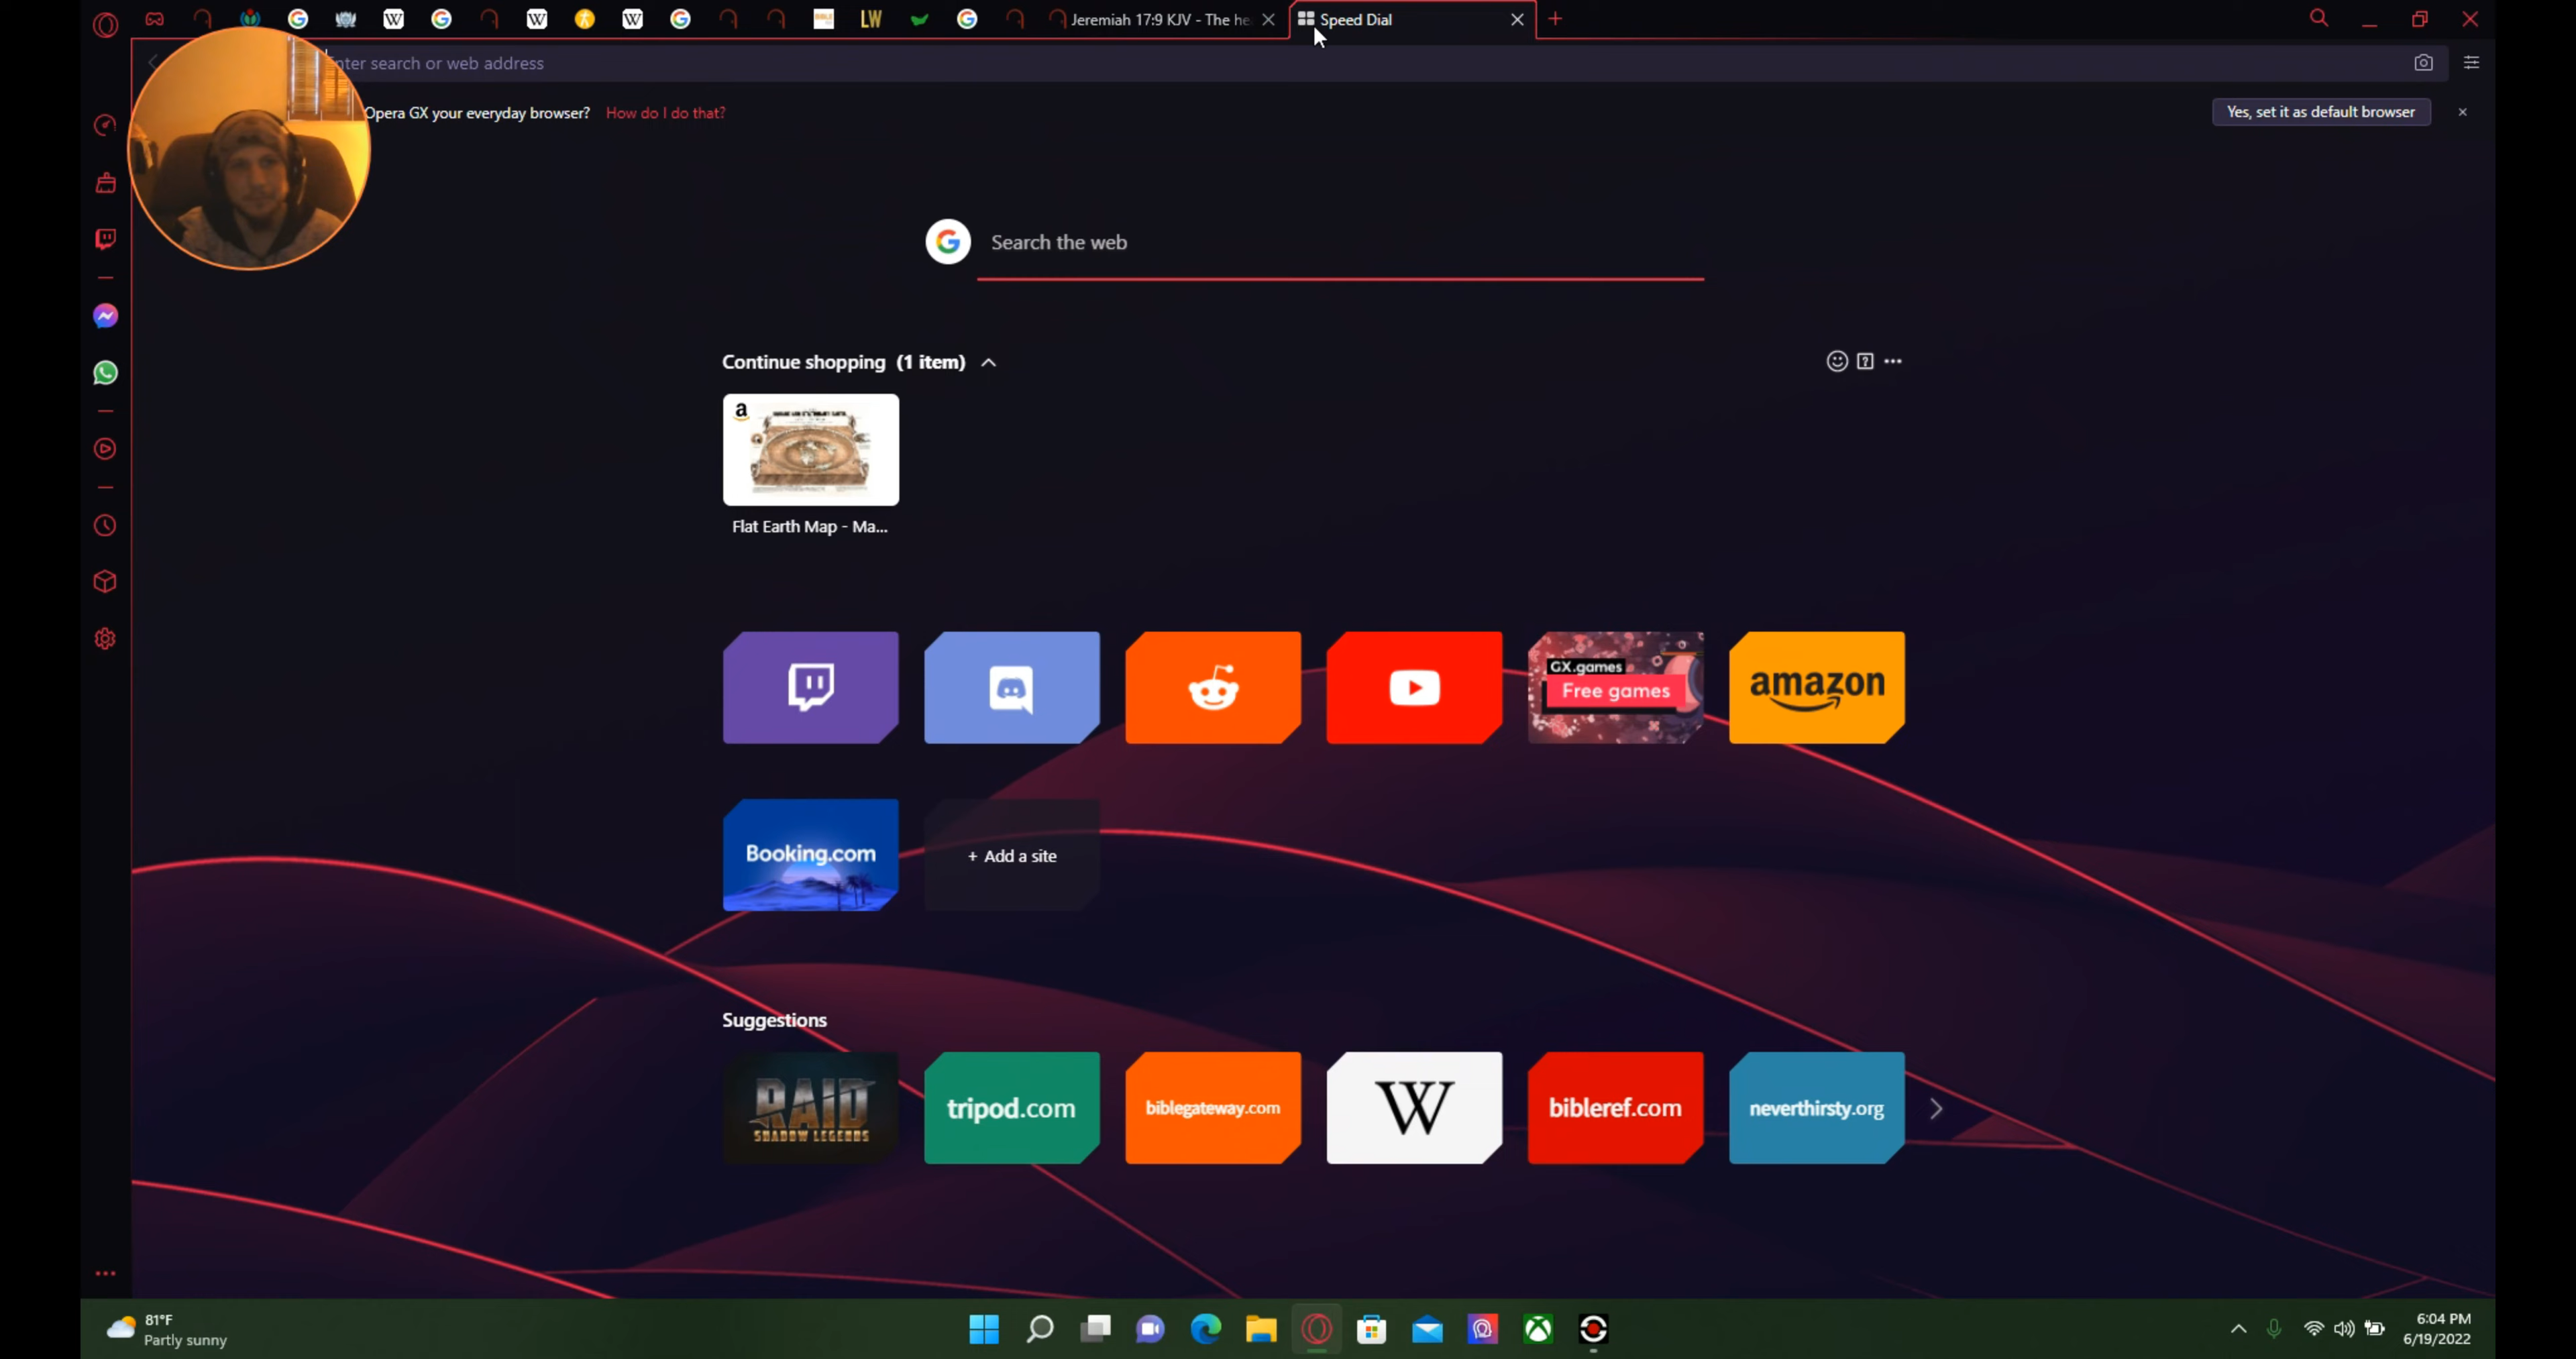 LW
Jeremiah 17:9 KJV - The he
Speed Dial
nter search or web address
Opera GX your everyday browser? How do I do that?
Yes, set it as default browser
Search the web
Continue shopping (1 item)
a
Flat Earth Map - Ma...
GX.games
Free games
amazon
Booking.com
+ Add a site
Suggestions
RAID
SHADOW LEGENDS
tripod.com
biblegateway.com
W
bibleref.com
neverthirsty.org
81°F
Partly sunny
6:04 PM
6/19/2022